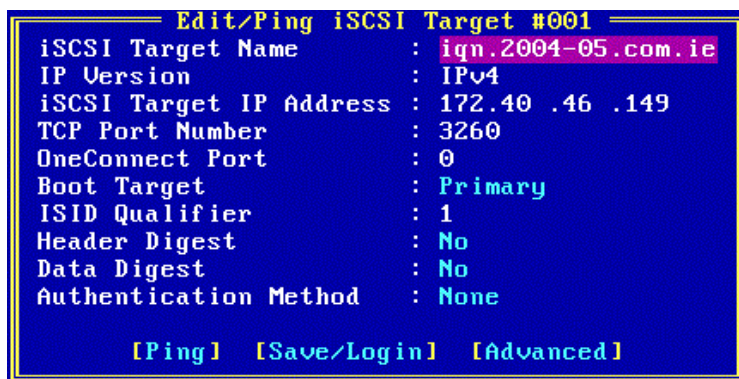 Edit/Ping iSCSI Target #001
iSCSI Target Name : iqn.2004-05.com.ie
IP Version : IPv4
iSCSI Target IP Address : 172.40 .46 .149
TCP Port Number : 3260
OneConnect Port : 0
Boot Target : Primary
ISID Qualifier : 1
Header Digest : No
Data Digest : No
Authentication Method : None
[Ping] [Save/Login] [Advanced]